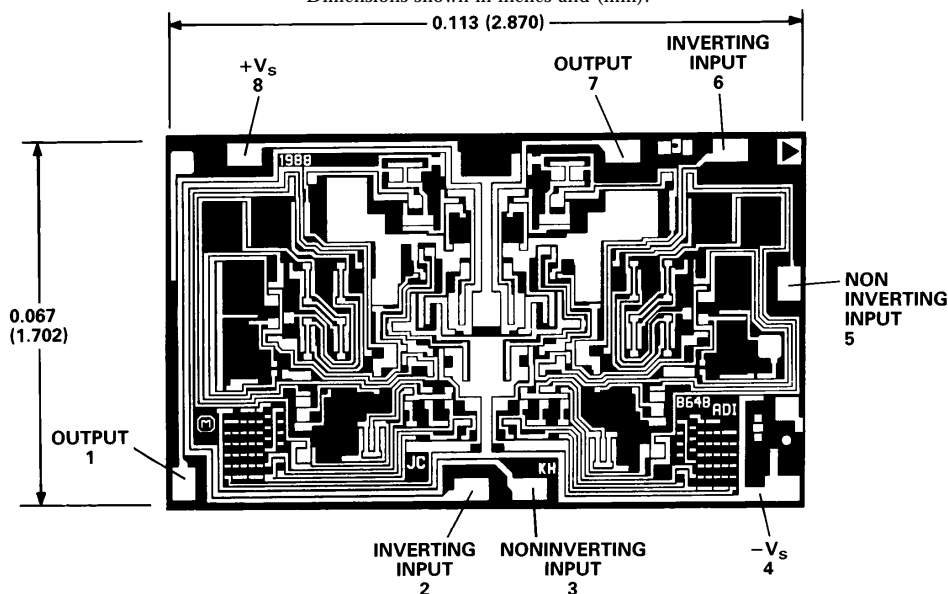 Dimensions shown in inches and (mm).
0.113 (2.870)
+Vs
8
OUTPUT
7
INVERTING
INPUT
6
1988
0.067
(1.702)
NON
INVERTING
INPUT
5
8648
ADI
M
OUTPUT
1
JC
KH
INVERTING
INPUT
2
NONINVERTING
INPUT
3
−Vs
4